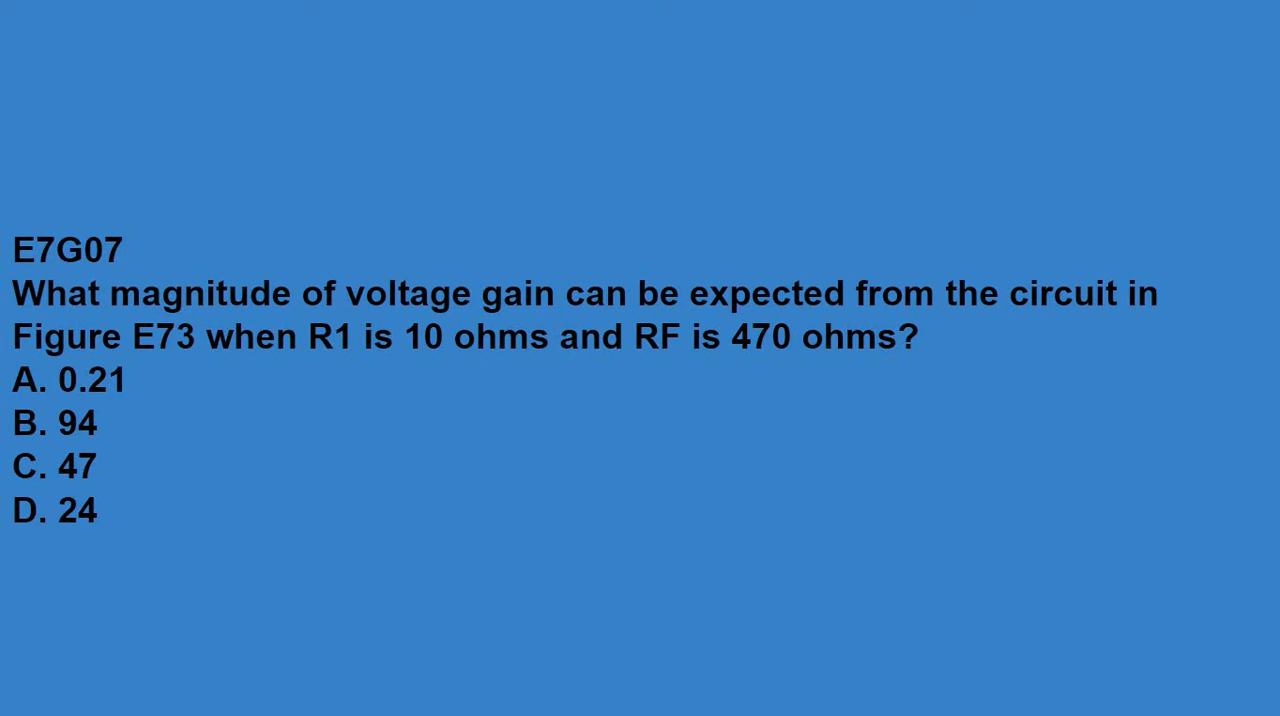 E7G07
What magnitude of voltage gain can be expected from the circuit in
Figure E73 when R1 is 10 ohms and RF is 470 ohms?
A. 0.21
B. 94
C. 47
D. 24